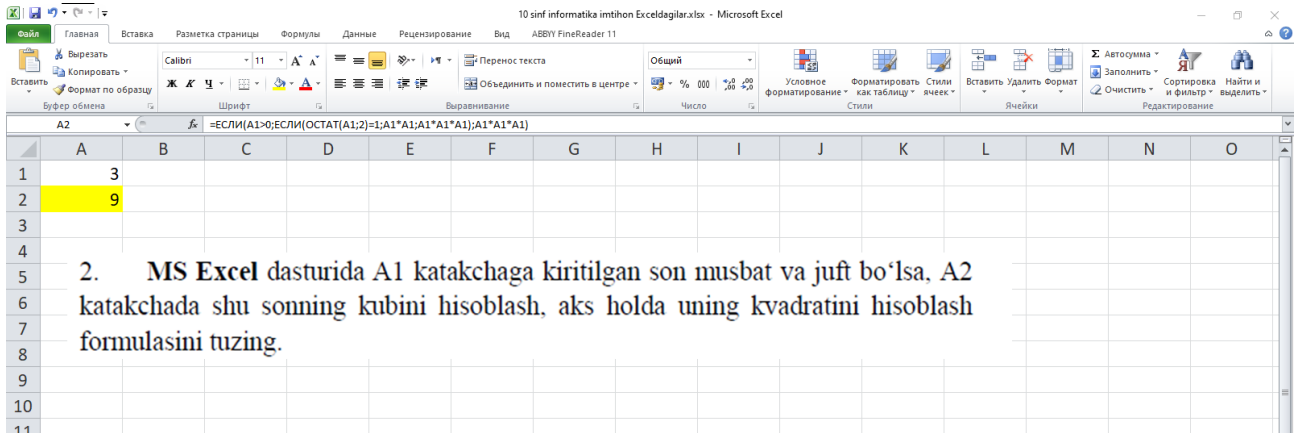 10 sinf informatika imtihon Exceldagilar.xlsx - Microsoft Excel
Файл Главная Вставка Разметка страницы Формулы Данные Рецензирование Вид ABBYY FineReader 11
Вставить
Вырезать
Копировать
Формат по образцу
Буфер обмена
Calibri 11
Ж К Ч
Шрифт
Перенос текста
Объединить и поместить в центре
Выравнивание
Общий
% 000
Число
Условное форматирование
Форматировать как таблицу
Стили ячеек
Стили
Вставить Удалить Формат
Ячейки
Σ Автосумма
Заполнить
Очистить
Сортировка и фильтр
Найти и выделить
Редактирование
A2 fx =ЕСЛИ(A1>0;ЕСЛИ(ОСТАТ(A1;2)=1;A1*A1;A1*A1*A1);A1*A1*A1)
A B C D E F G H I J K L M N O
1 3
2 9
3
4
5
6
7
8
9
10
11
2. MS Excel dasturida A1 katakchaga kiritilgan son musbat va juft bo‘lsa, A2
katakchada shu sonning kubini hisoblash, aks holda uning kvadratini hisoblash
formulasini tuzing.